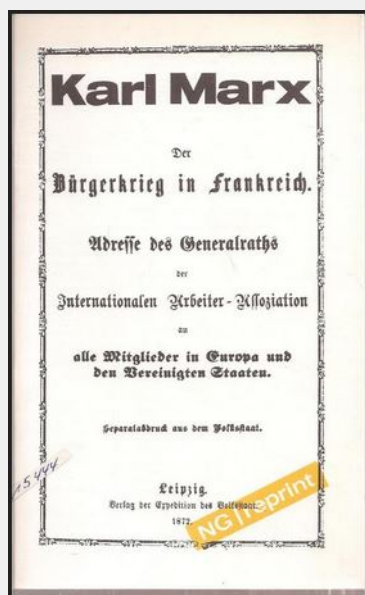 Karl Marx
Der
Bürgerkrieg in Frankreich.
Adresse des Generalraths
der
Internationalen Arbeiter-Assoziation
an
alle Mitglieder in Europa und
den Vereinigten Staaten.
Separatabdruck aus dem Volksstaat.
5444
Leipzig.
Verlag der Expedition des Volksstaat.
1872.
NG|Reprint